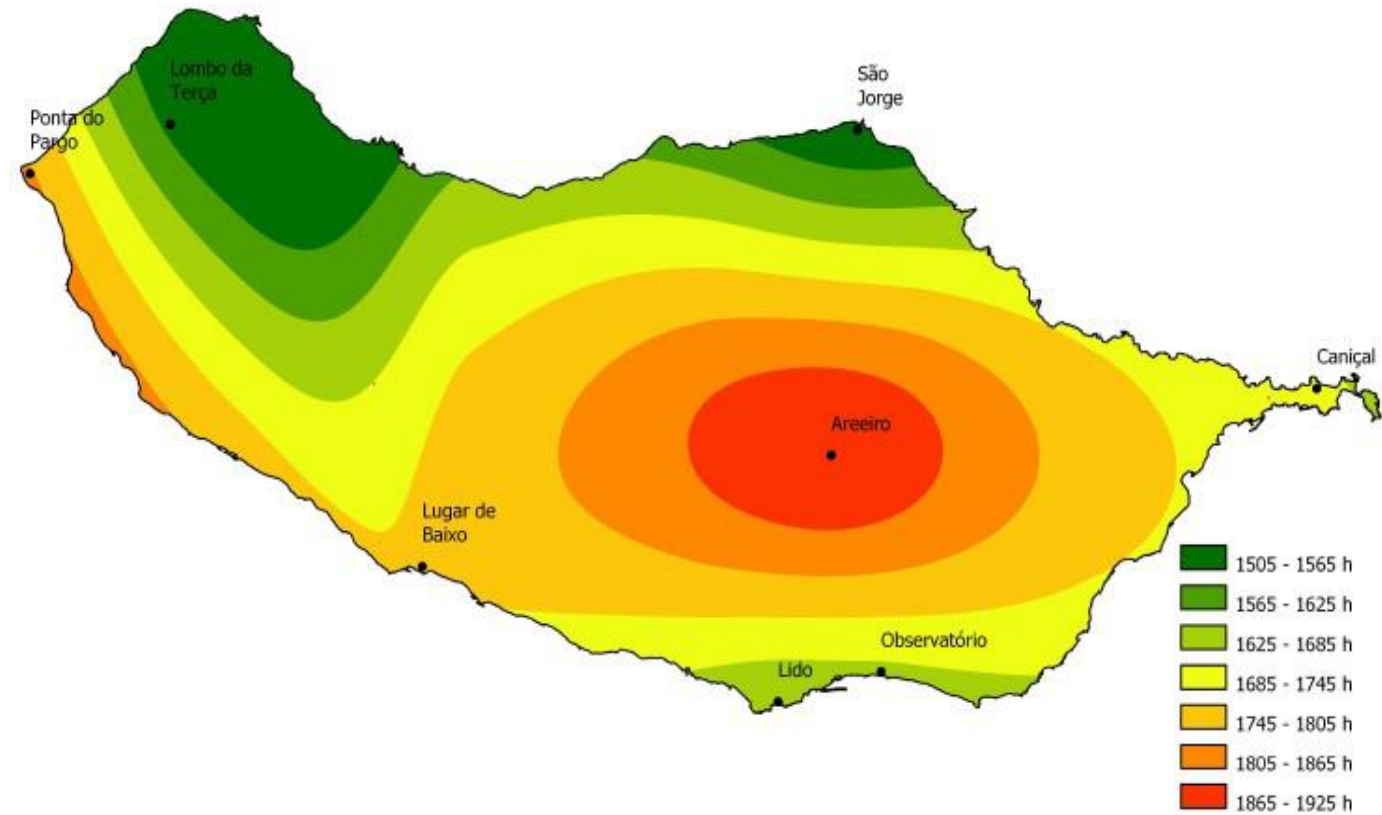 Lombo da
Terça
São
Jorge
Ponta do
Pargo
Caniçal
Areeiro
Lugar de
Baixo
Observatório
Lido
1505 - 1565 h
1565 - 1625 h
1625 - 1685 h
1685 - 1745 h
1745 - 1805 h
1805 - 1865 h
1865 - 1925 h